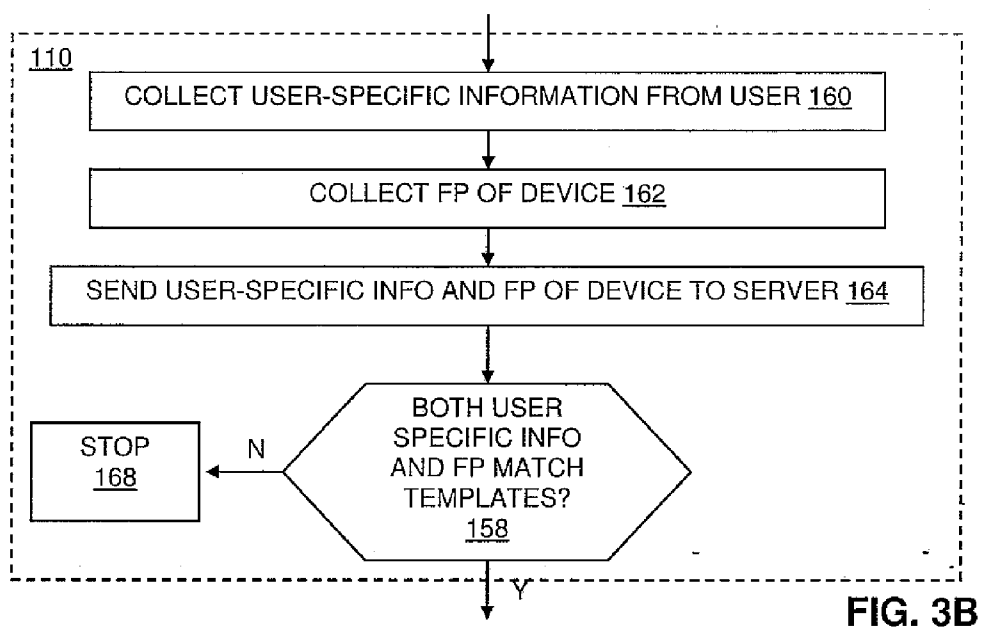 110
COLLECT USER-SPECIFIC INFORMATION FROM USER 160
COLLECT FP OF DEVICE 162
SEND USER-SPECIFIC INFO AND FP OF DEVICE TO SERVER 164
BOTH USER
SPECIFIC INFO
AND FP MATCH
TEMPLATES?
158
N
STOP
168
Y
FIG. 3B